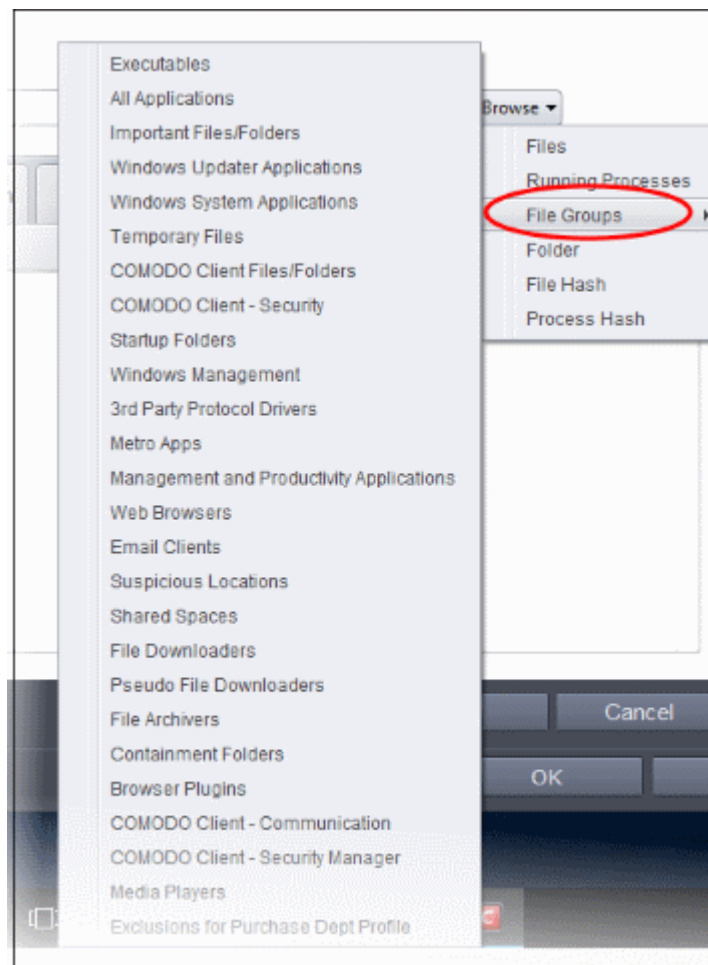 Executables
All Applications
Important Files/Folders
Windows Updater Applications
Windows System Applications
Temporary Files
COMODO Client Files/Folders
COMODO Client - Security
Startup Folders
Windows Management
3rd Party Protocol Drivers
Metro Apps
Management and Productivity Applications
Web Browsers
Email Clients
Suspicious Locations
Shared Spaces
File Downloaders
Pseudo File Downloaders
File Archivers
Containment Folders
Browser Plugins
COMODO Client - Communication
COMODO Client - Security Manager
Media Players
Exclusions for Purchase Dept Profile
Browse
Files
Running Processes
File Groups
Folder
File Hash
Process Hash
Cancel
OK